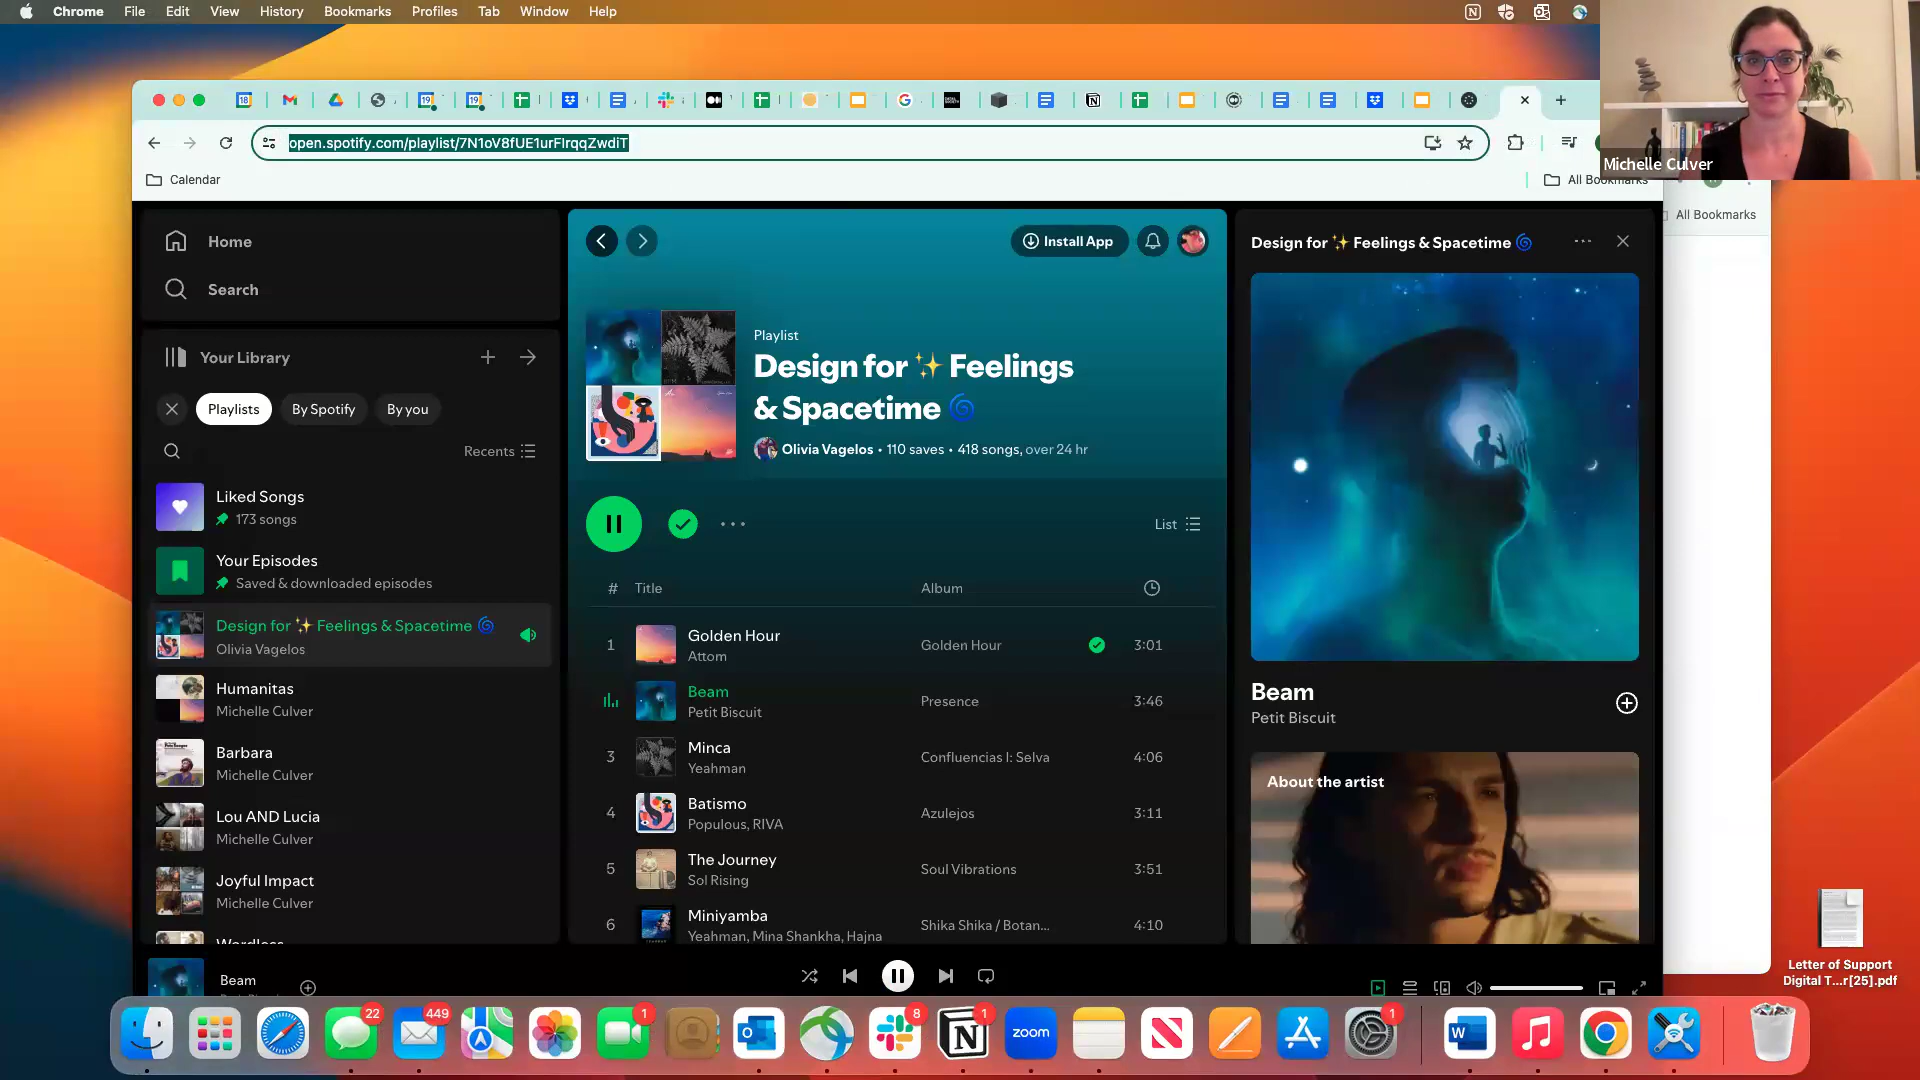 Chrome File Edit View History Bookmarks Profiles Tab Window Help
open.spotify.com/playlist/7N1oV8fUE1urFIrqqZwdiT
Calendar
All Bookmarks
All Bookmarks
Michelle Culver
Home
Search
Your Library
Playlists By Spotify By you
Recents
Liked Songs
173 songs
Your Episodes
Saved & downloaded episodes
Design for ✨ Feelings & Spacetime 🌀
Olivia Vagelos
Humanitas
Michelle Culver
Barbara
Michelle Culver
Lou AND Lucia
Michelle Culver
Joyful Impact
Michelle Culver
Wordless
Install App
Playlist
Design for ✨ Feelings
& Spacetime 🌀
Olivia Vagelos • 110 saves • 418 songs, over 24 hr
List
# Title Album
1 Golden Hour Golden Hour 3:01
Attom
Beam Presence 3:46
Petit Biscuit
3 Minca Confluencias I: Selva 4:06
Yeahman
4 Batismo Azulejos 3:11
Populous, RIVA
5 The Journey Soul Vibrations 3:51
Sol Rising
6 Miniyamba Shika Shika / Botan... 4:10
Yeahman, Mina Shankha, Hajna
Design for ✨ Feelings & Spacetime 🌀
Beam
Petit Biscuit
About the artist
Beam
Letter of Support
Digital T...r[25].pdf
22 449 1 8 1 1
zoom